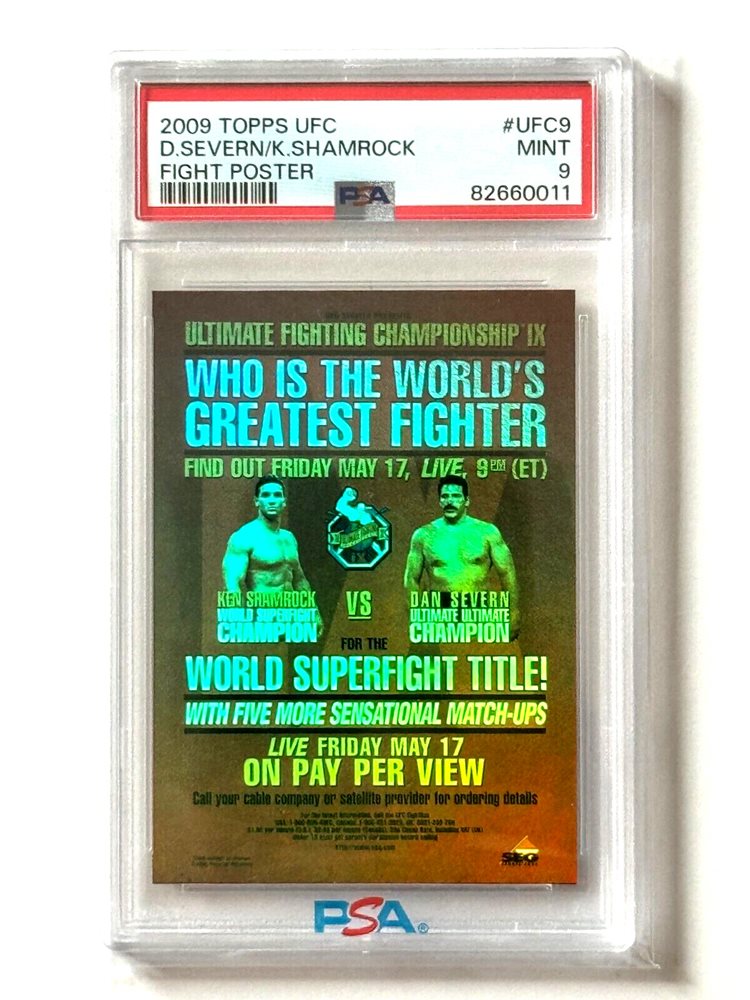 2009 TOPPS UFC #UFC9
D.SEVERN/K.SHAMROCK MINT
FIGHT POSTER 9
PSA 82660011
ULTIMATE FIGHTING CHAMPIONSHIP IX
WHO IS THE WORLD'S
GREATEST FIGHTER
FIND OUT FRIDAY MAY 17, LIVE, 9PM (ET)
KEN SHAMROCK
WORLD SUPERFIGHT
CHAMPION
VS
DAN SEVERN
ULTIMATE ULTIMATE
CHAMPION
FOR THE
WORLD SUPERFIGHT TITLE!
WITH FIVE MORE SENSATIONAL MATCH-UPS
LIVE FRIDAY MAY 17
ON PAY PER VIEW
Call your cable company or satellite provider for ordering details
SEG
PSA®